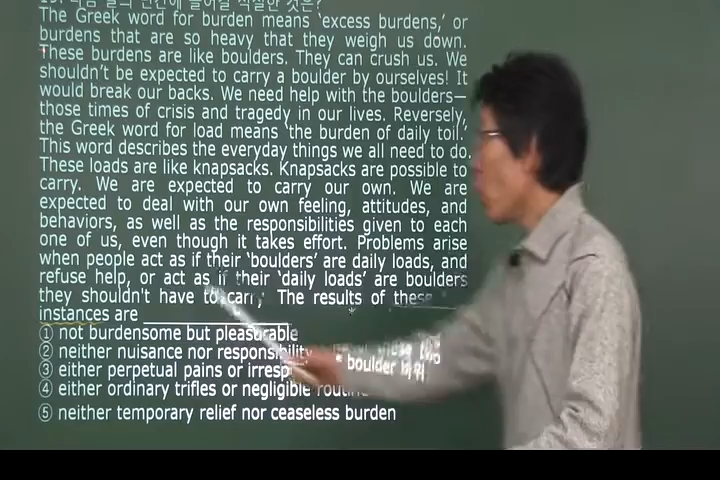 The Greek word for burden means 'excess burdens,' or
burdens that are so heavy that they weigh us down.
These burdens are like boulders. They can crush us. We
shouldn't be expected to carry a boulder by ourselves! It
would break our backs. We need help with the boulders—
those times of crisis and tragedy in our lives. Reversely,
the Greek word for load means 'the burden of daily toil.'
This word describes the everyday things we all need to do.
These loads are like knapsacks. Knapsacks are possible to
carry. We are expected to carry our own. We are
expected to deal with our own feeling, attitudes, and
behaviors, as well as the responsibilities given to each
one of us, even though it takes effort. Problems arise
when people act as if their 'boulders' are daily loads, and
refuse help, or act as if their 'daily loads' are boulders
they shouldn't have to The results of these
instances are
① not burdensome but pleasurable
② neither nuisance nor responsibility
③ either perpetual pains or
boulder
④ either ordinary trifles or negligible
⑤ neither temporary relief nor ceaseless burden